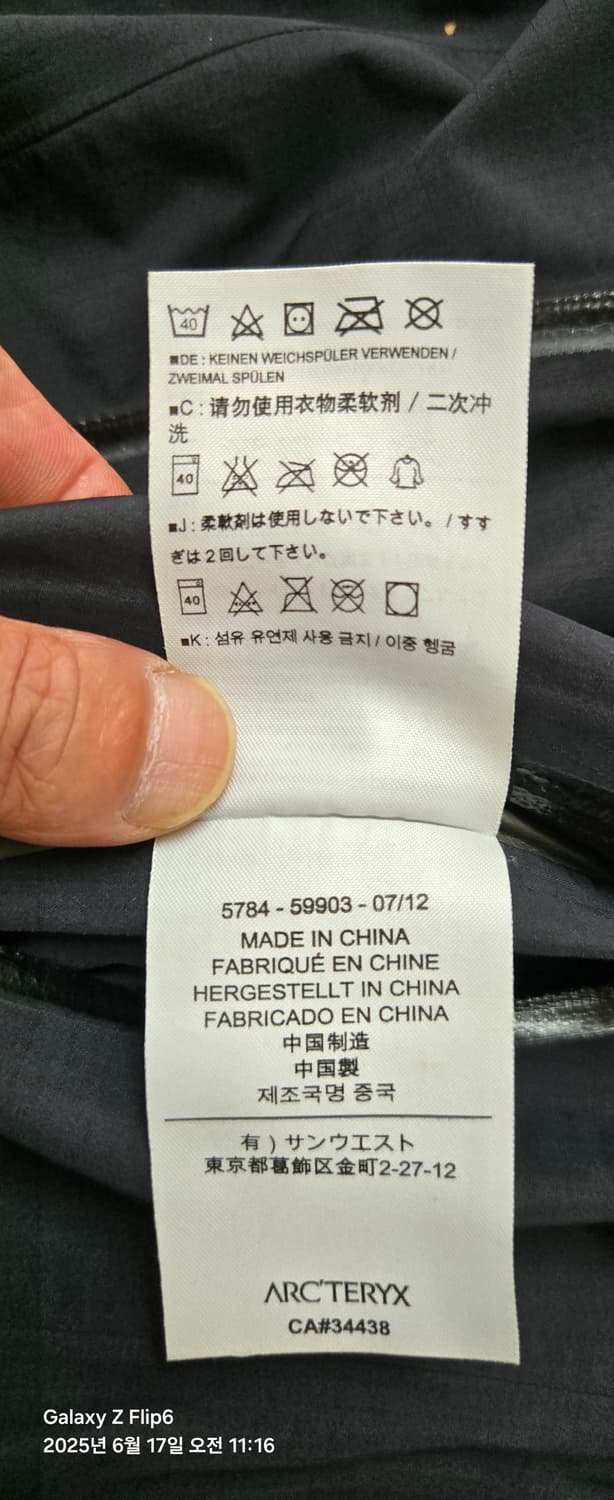 40
■DE : KEINEN WEICHSPÜLER VERWENDEN /
ZWEIMAL SPÜLEN
■C : 请勿使用衣物柔软剂 / 二次冲
洗
40
■J : 柔軟剤は使用しないで下さい。 / すす
ぎは２回して下さい。
40
■K : 섬유 유연제 사용 금지 / 이중 헹굼
5784 - 59903 - 07/12
MADE IN CHINA
FABRIQUÉ EN CHINE
HERGESTELLT IN CHINA
FABRICADO EN CHINA
中国制造
中国製
제조국명 중국
有 ) サンウエスト
東京都葛飾区金町2-27-12
ARC'TERYX
CA#34438
Galaxy Z Flip6
2025년 6월 17일 오전 11:16